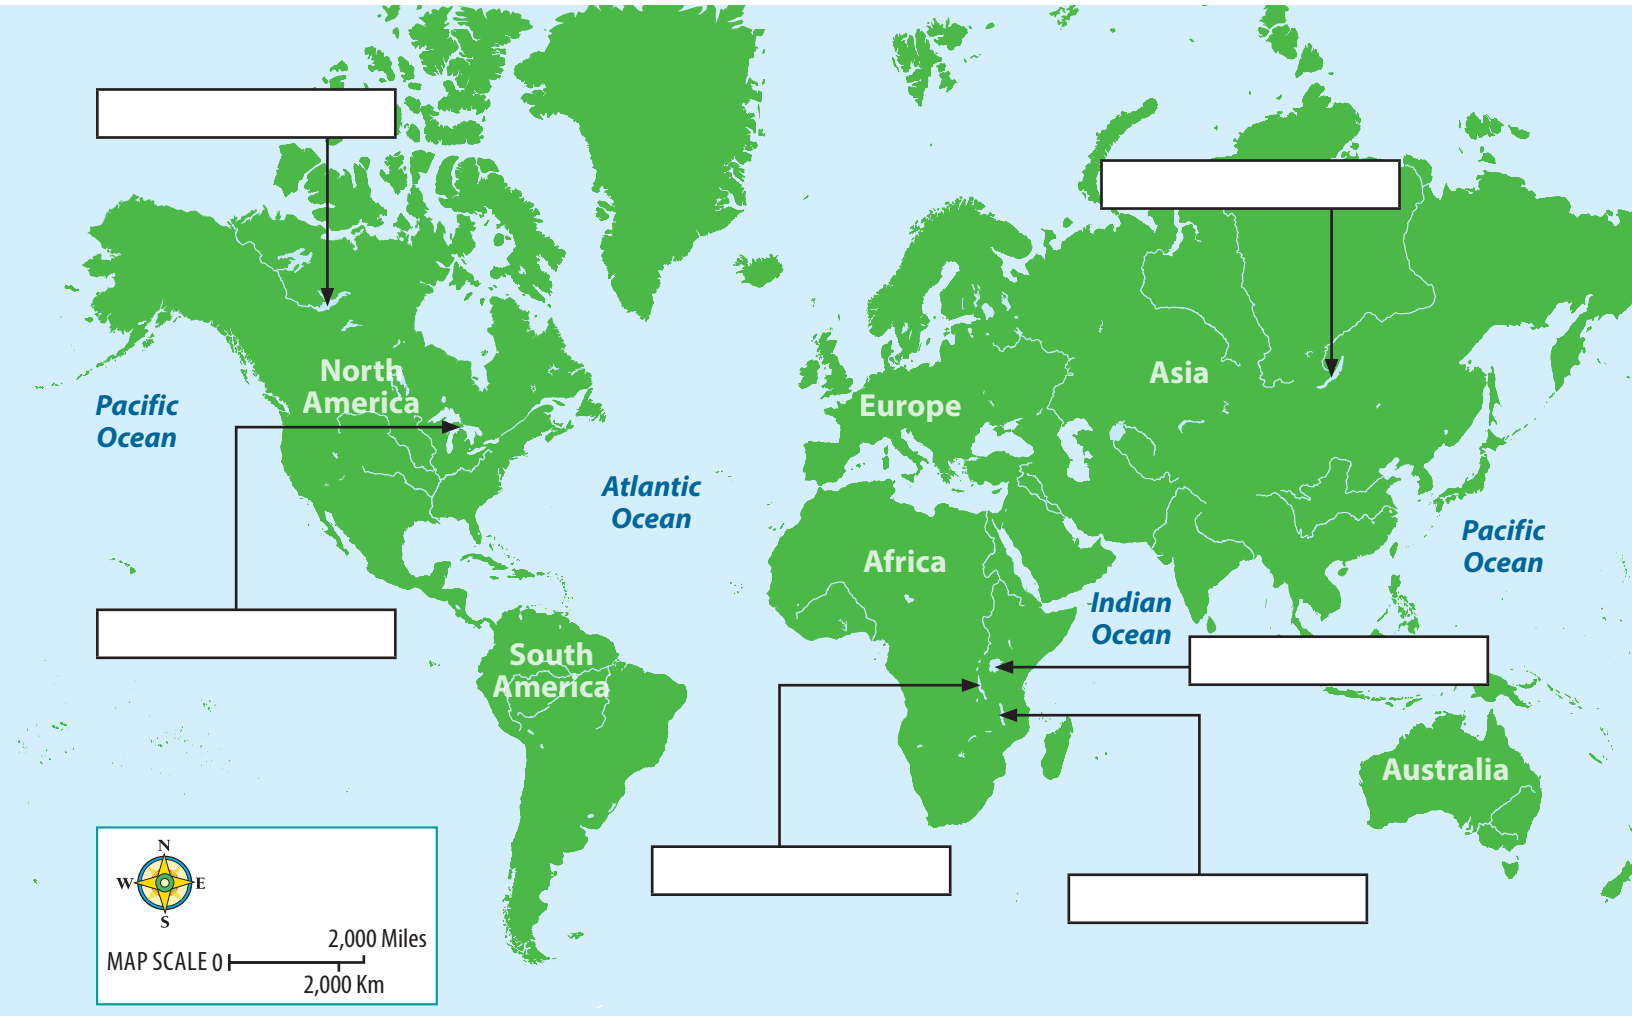 North
America
Pacific
Ocean
Atlantic
Ocean
Europe
Asia
Africa
Indian
Ocean
Pacific
Ocean
South
America
Australia
N
W
E
S
2,000 Miles
MAP SCALE 0
2,000 Km